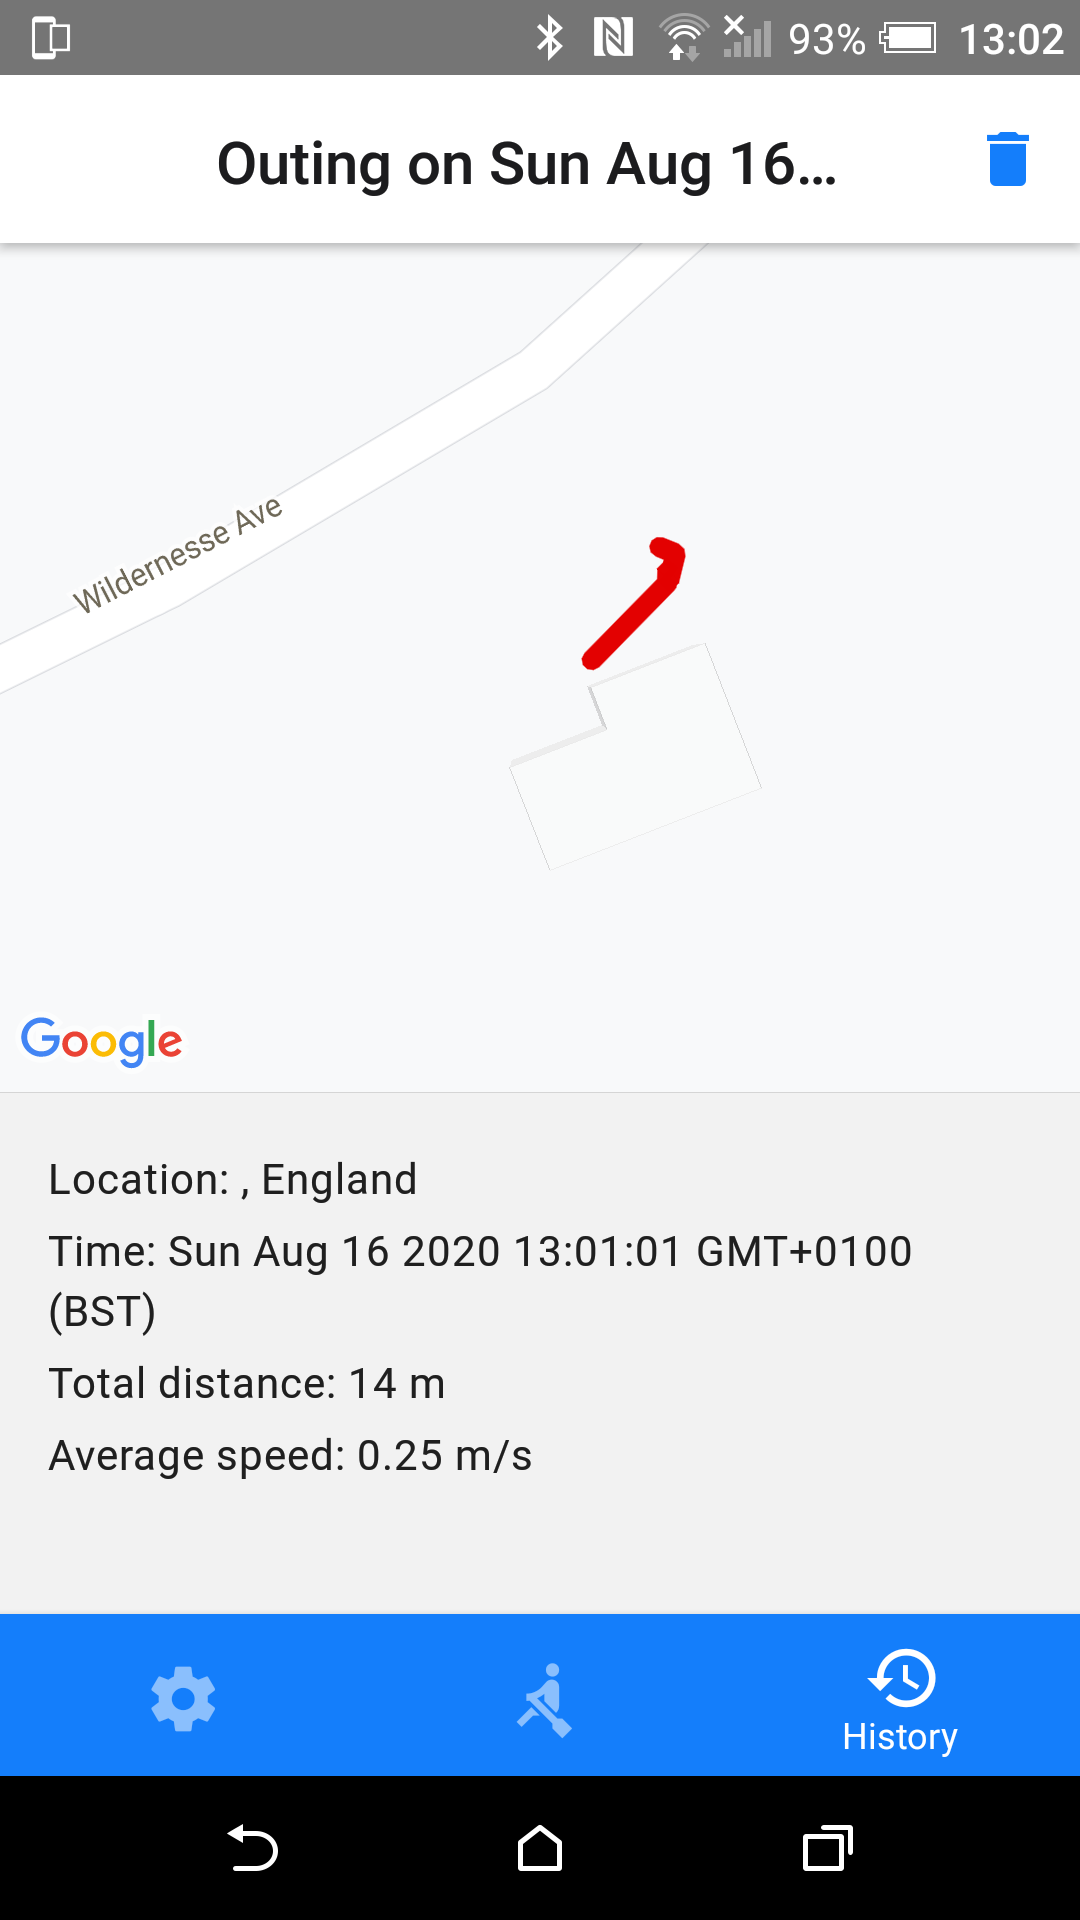 93% 13:02
Outing on Sun Aug 16...
Wildernesse Ave
Google
Location: , England
Time: Sun Aug 16 2020 13:01:01 GMT+0100
(BST)
Total distance: 14 m
Average speed: 0.25 m/s
History